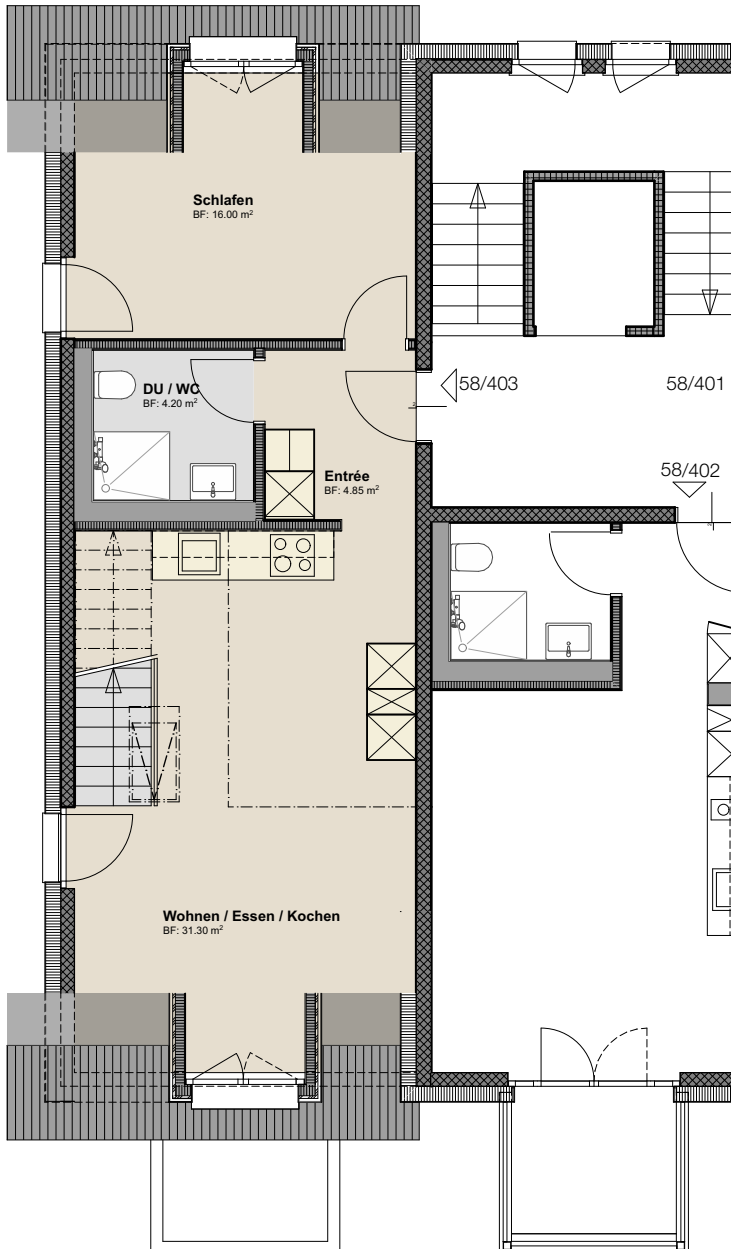 Schlafen
BF: 16.00 m²
DU / WC
BF: 4.20 m²
58/403
58/401
Entrée
BF: 4.85 m²
58/402
Wohnen / Essen / Kochen
BF: 31.30 m²